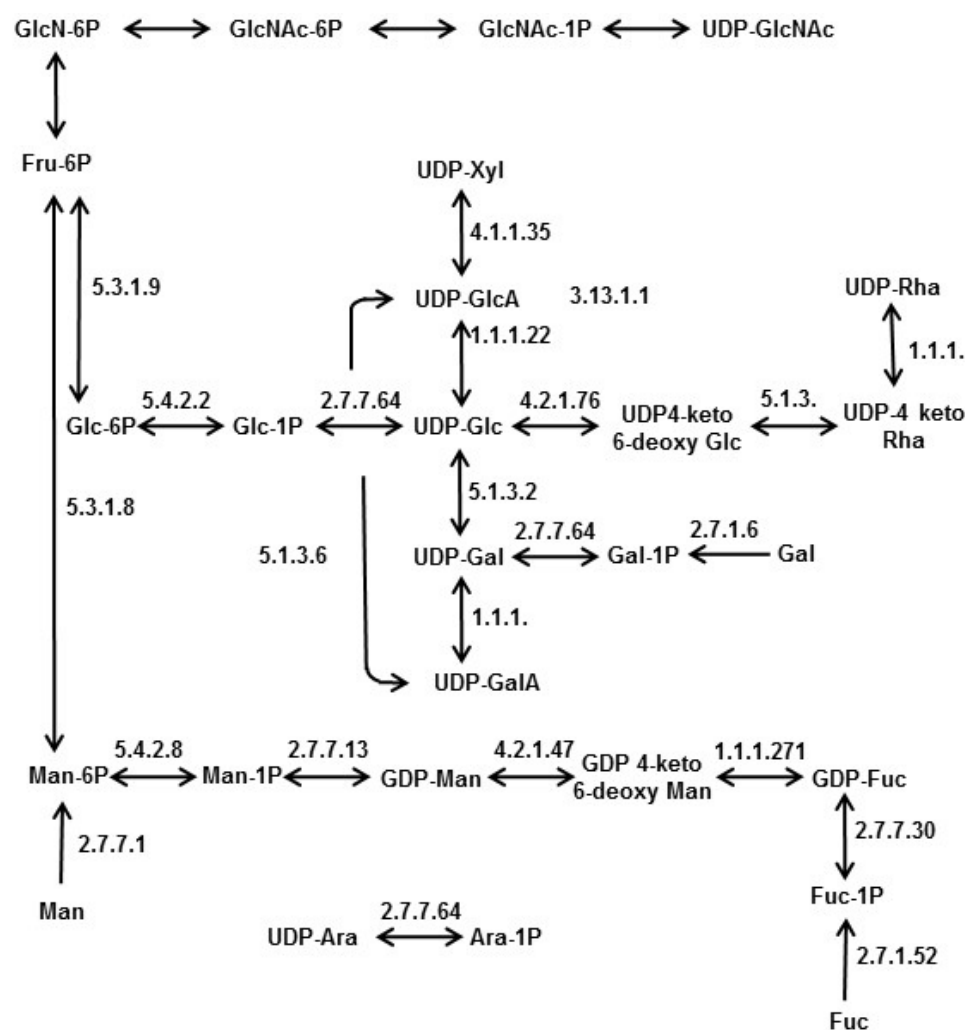 GlcN-6P GlcNAc-6P GlcNAc-1P UDP-GlcNAc
Fru-6P
UDP-Xyl
4.1.1.35
5.3.1.9
UDP-GlcA 3.13.1.1 UDP-Rha
1.1.1.22 1.1.1.
5.4.2.2 2.7.7.64 4.2.1.76 5.1.3.
Glc-6P Glc-1P UDP-Glc UDP4-keto UDP-4 keto
6-deoxy Glc Rha
5.3.1.8
5.1.3.2
5.1.3.6 2.7.7.64 2.7.1.6
UDP-Gal Gal-1P Gal
1.1.1.
UDP-GalA
5.4.2.8 2.7.7.13 4.2.1.47 1.1.1.271
Man-6P Man-1P GDP-Man GDP 4-keto GDP-Fuc
6-deoxy Man
2.7.7.1 2.7.7.30
Man Fuc-1P
2.7.7.64
UDP-Ara Ara-1P
2.7.1.52
Fuc